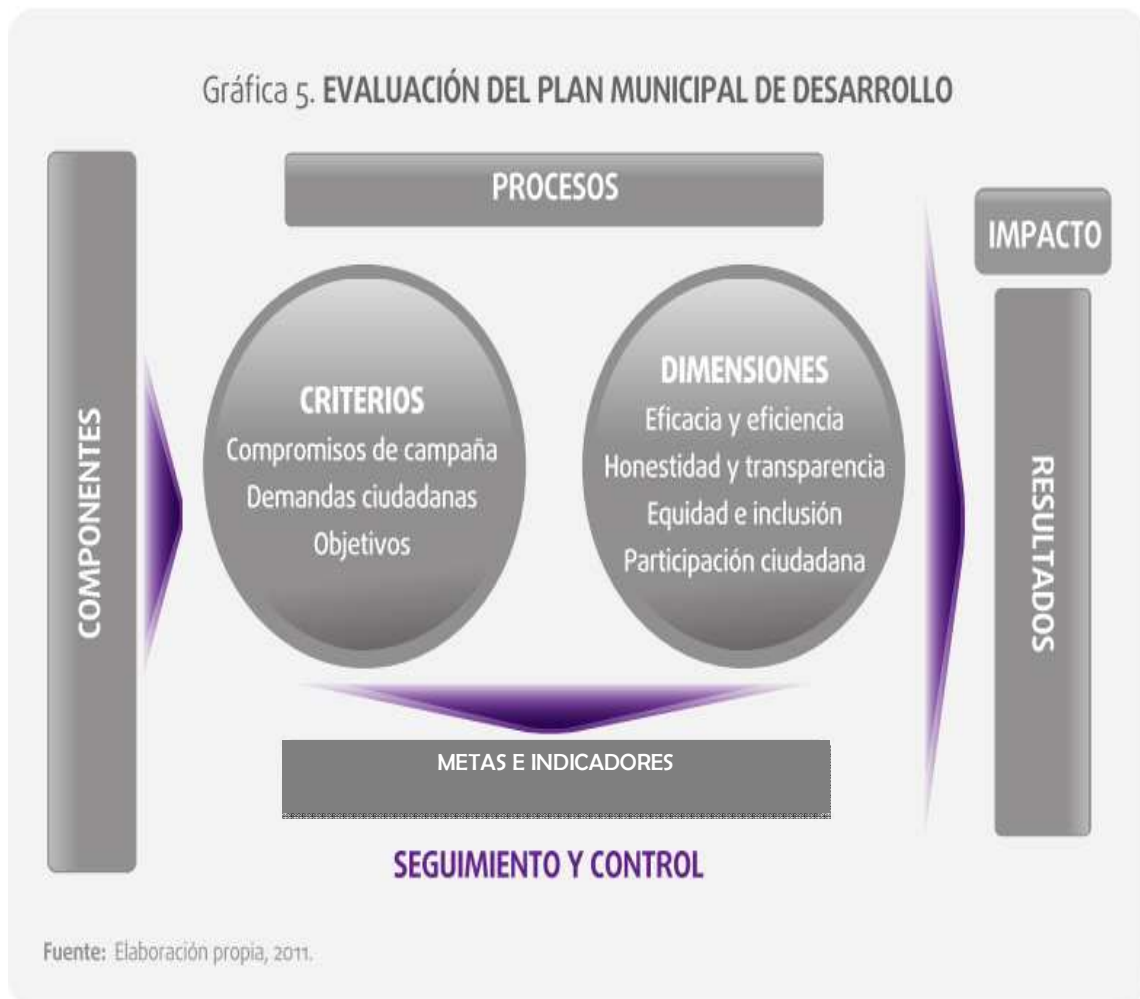 Gráfica 5. EVALUACIÓN DEL PLAN MUNICIPAL DE DESARROLLO
COMPONENTES
PROCESOS
CRITERIOS
Compromisos de campaña
Demandas ciudadanas
Objetivos
DIMENSIONES
Eficacia y eficiencia
Honestidad y transparencia
Equidad e inclusión
Participación ciudadana
METAS E INDICADORES
SEGUIMIENTO Y CONTROL
IMPACTO
RESULTADOS
Fuente: Elaboración propia, 2011.